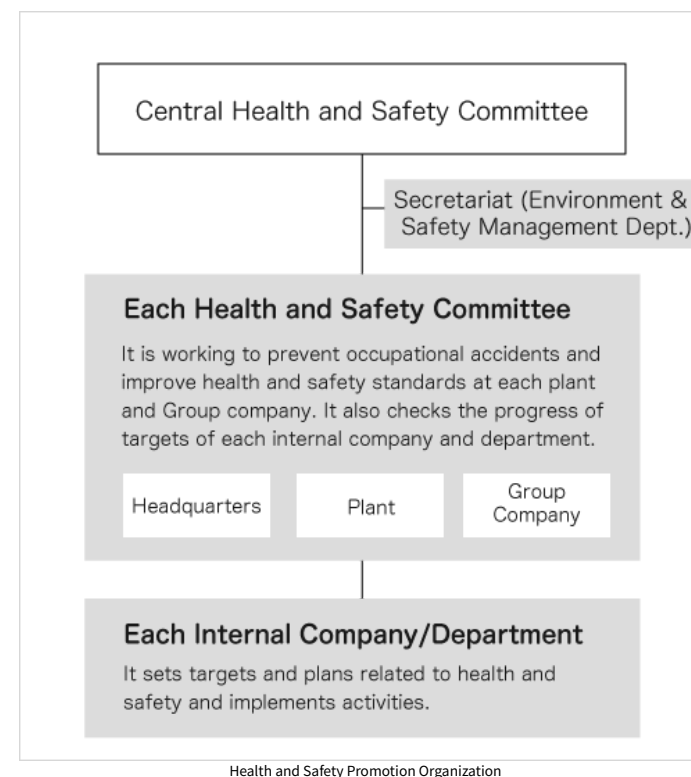 Central Health and Safety Committee
Secretariat (Environment &
Safety Management Dept.)
Each Health and Safety Committee
It is working to prevent occupational accidents and
improve health and safety standards at each plant
and Group company. It also checks the progress of
targets of each internal company and department.
Headquarters
Plant
Group
Company
Each Internal Company/Department
It sets targets and plans related to health and
safety and implements activities.
Health and Safety Promotion Organization